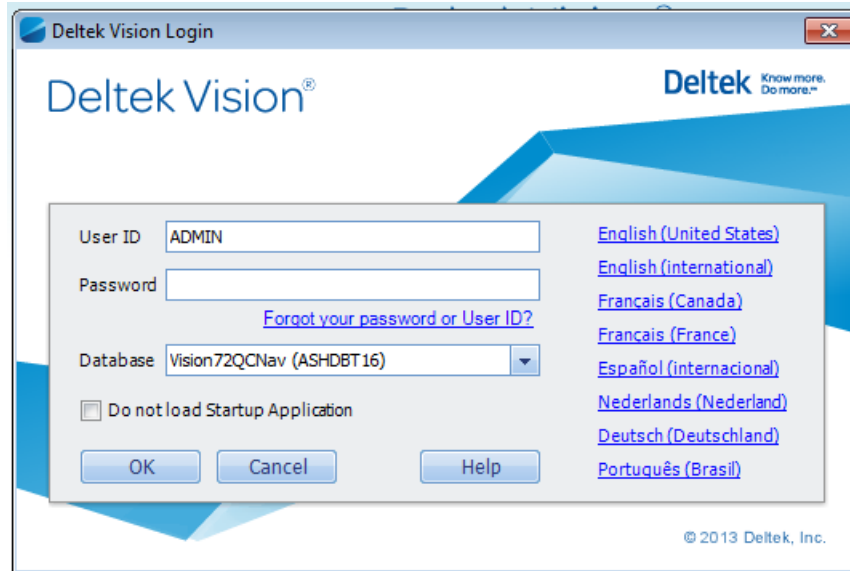 Deltek Vision Login
Deltek Vision®
Deltek Know more.
Do more.™
User ID ADMIN
Password
Forgot your password or User ID?
Database Vision72QCNav (ASHDBT16)
Do not load Startup Application
OK Cancel Help
English (United States)
English (international)
Français (Canada)
Français (France)
Español (internacional)
Nederlands (Nederland)
Deutsch (Deutschland)
Português (Brasil)
© 2013 Deltek, Inc.